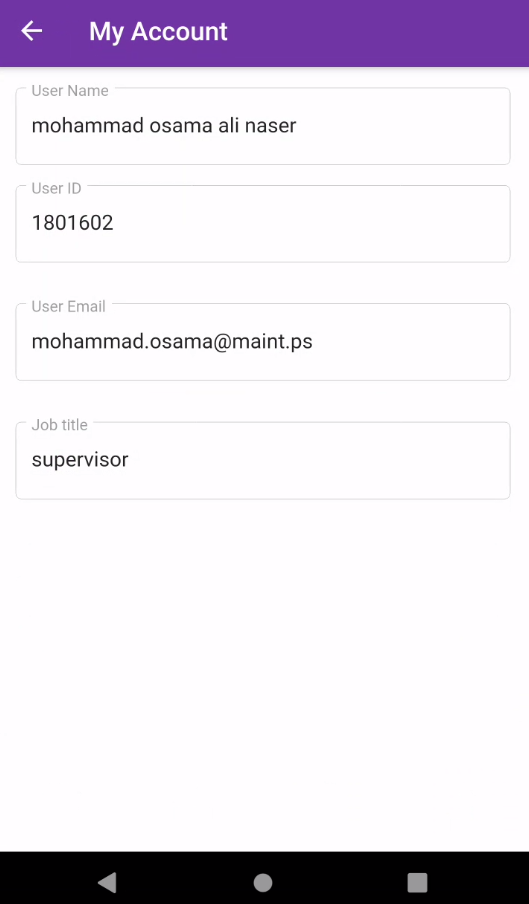 My Account
User Name
mohammad osama ali naser
User ID
1801602
User Email
mohammad.osama@maint.ps
Job title
supervisor